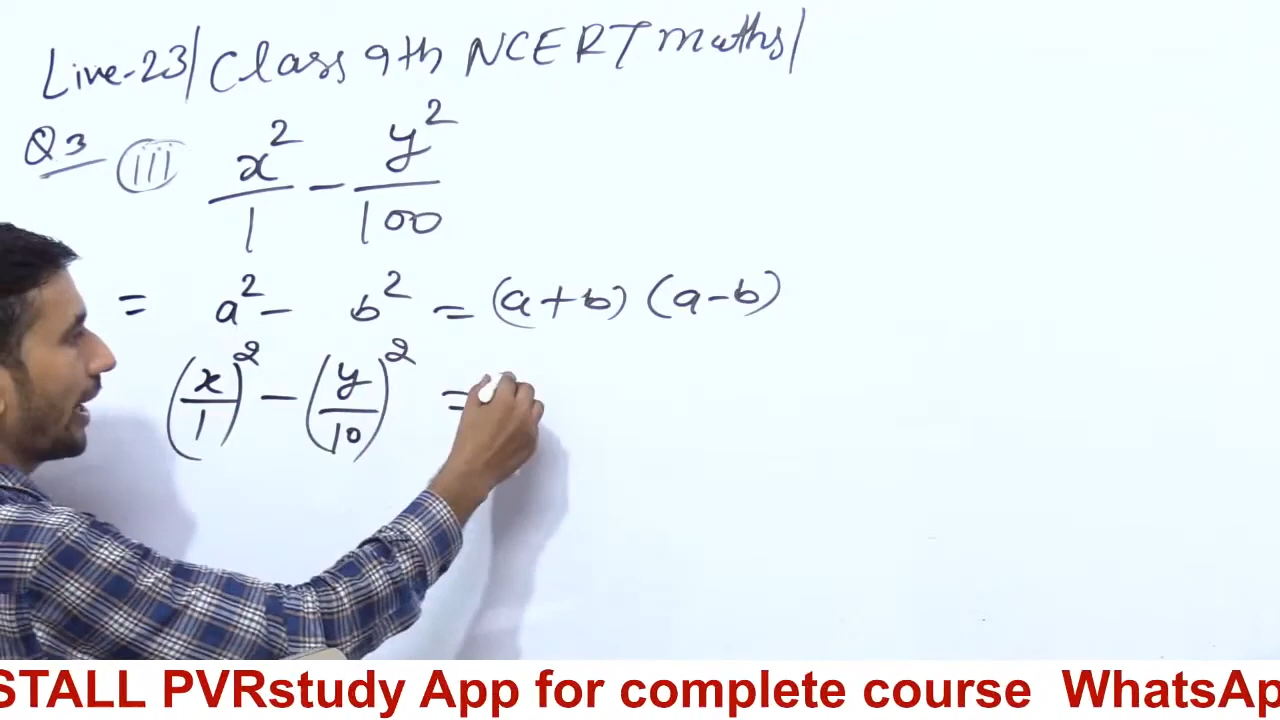 Live-23/ Class 9th NCERT maths/
Q3 (iii) x²/1 - y²/100
= a² - b² = (a+b) (a-b)
(x/1)² - (y/10)² =
STALL PVRstudy App for complete course WhatsAp